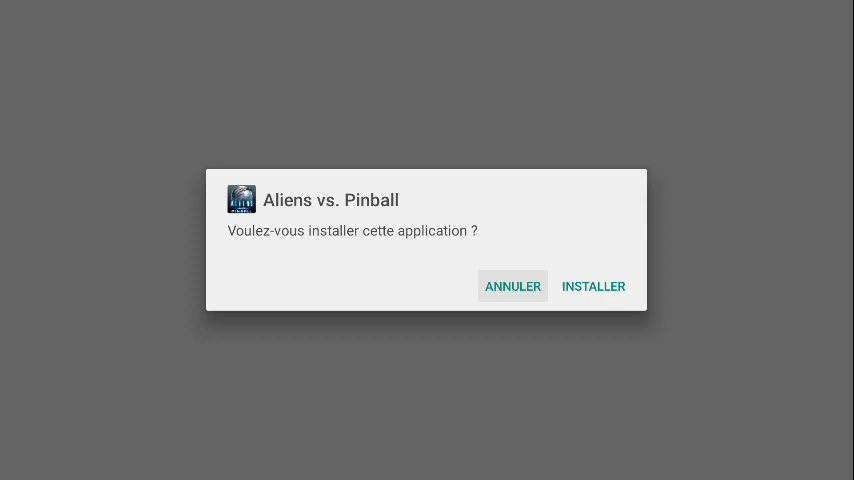 Aliens vs. Pinball
Voulez-vous installer cette application ?
ANNULER INSTALLER